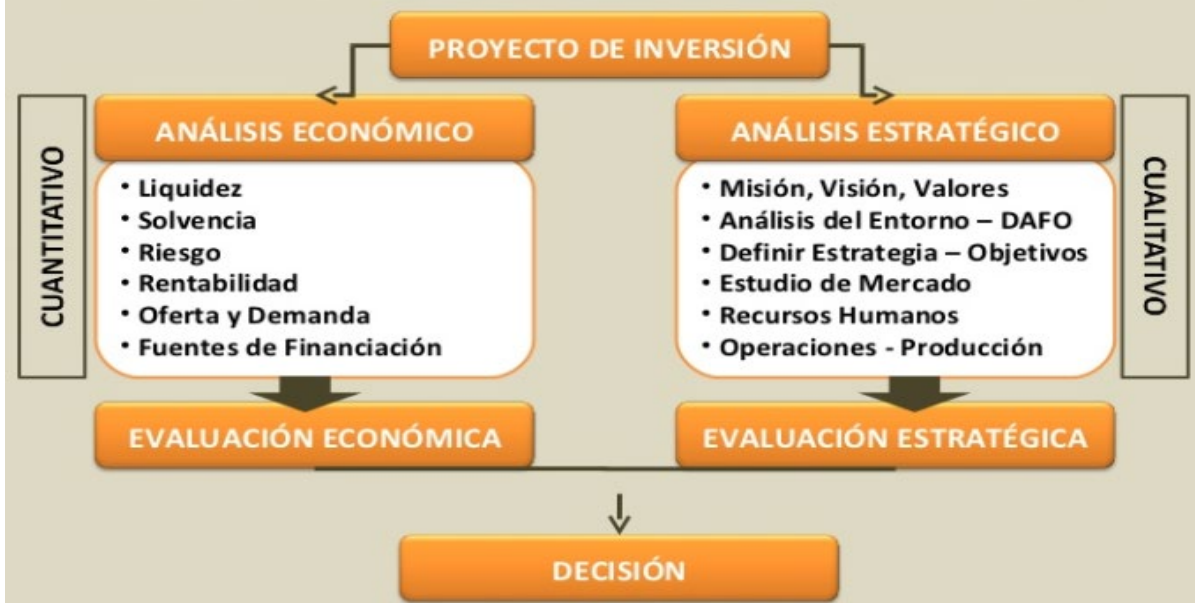 PROYECTO DE INVERSIÓN
CUANTITATIVO
ANÁLISIS ECONÓMICO
• Liquidez
• Solvencia
• Riesgo
• Rentabilidad
• Oferta y Demanda
• Fuentes de Financiación
EVALUACIÓN ECONÓMICA
ANÁLISIS ESTRATÉGICO
• Misión, Visión, Valores
• Análisis del Entorno – DAFO
• Definir Estrategia – Objetivos
• Estudio de Mercado
• Recursos Humanos
• Operaciones - Producción
EVALUACIÓN ESTRATÉGICA
CUALITATIVO
DECISIÓN